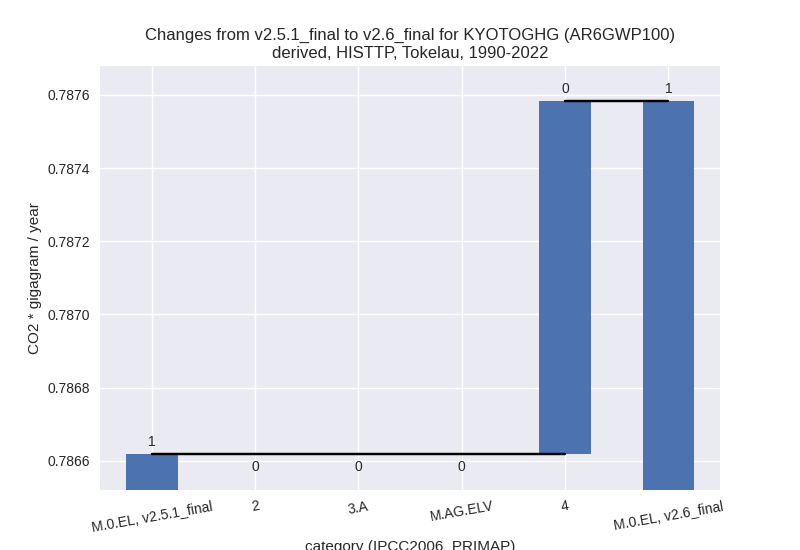 Changes from v2.5.1_final to v2.6_final for KYOTOGHG (AR6GWP100)
derived, HISTTP, Tokelau, 1990-2022
CO2 * gigagram / year
0.7876
0.7874
0.7872
0.7870
0.7868
0.7866
1
0
0
0
0
1
M.0.EL, v2.5.1_final
2
3.A
M.AG.ELV
4
M.0.EL, v2.6_final
category (IPCC2006_PRIMAP)